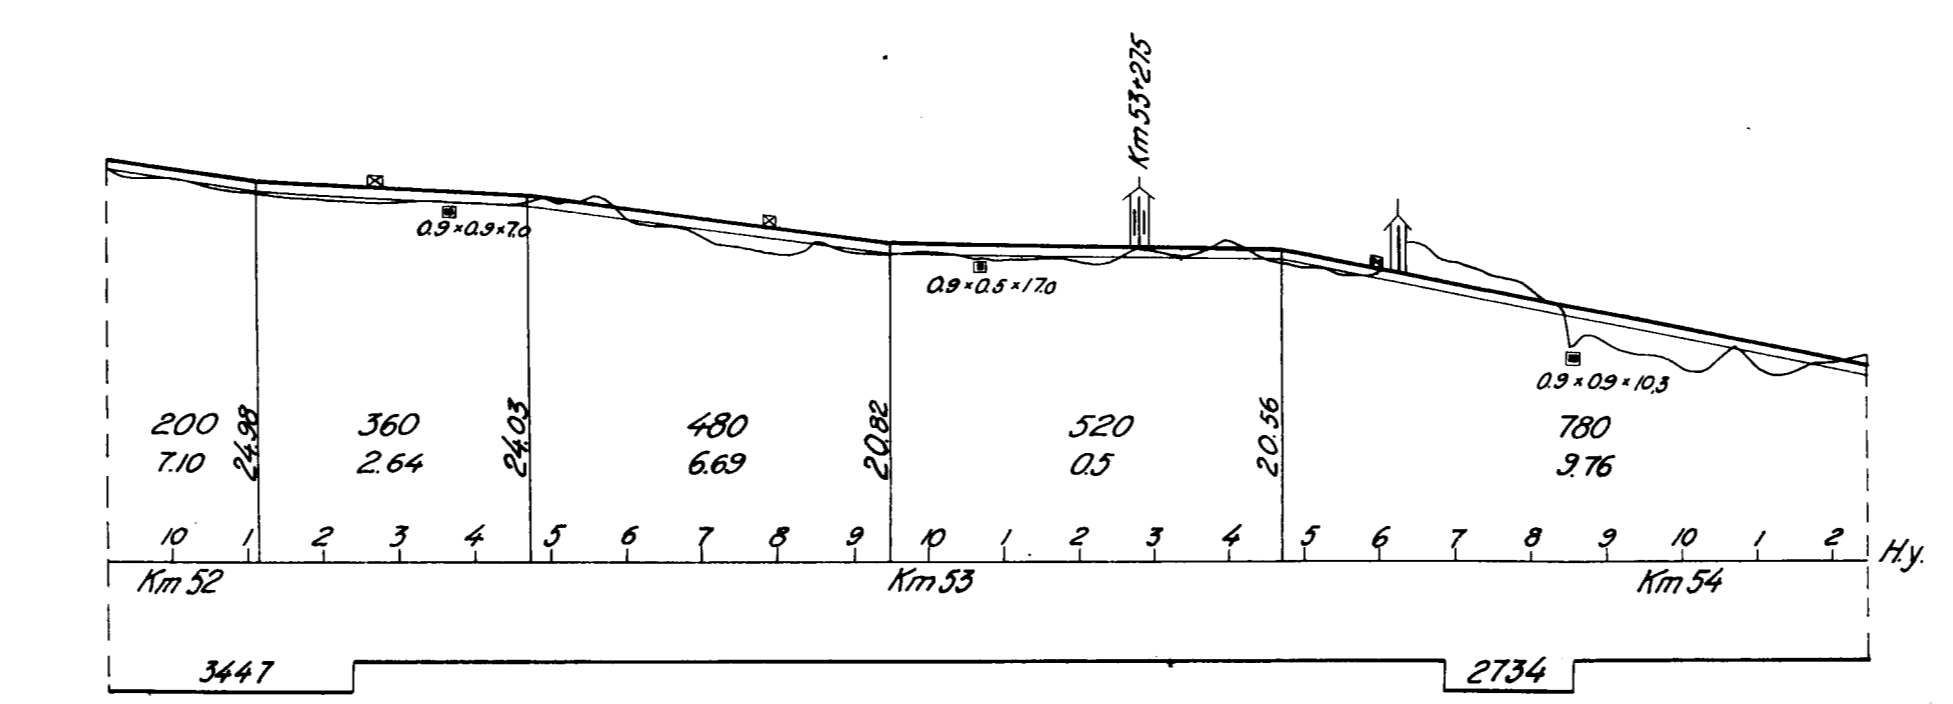 Km 53+275
0.9×0.9×7.0
0.9×0.5×17.0
0.9×0.9×10,3
200 24.98 360 24.03 480 20.82 520 20.56 780
7.10 2.64 6.69 0.5 9.76
10 1 2 3 4 5 6 7 8 9 10 1 2 3 4 5 6 7 8 9 10 1 2 H.y.
Km 52 Km 53 Km 54
3447 2734